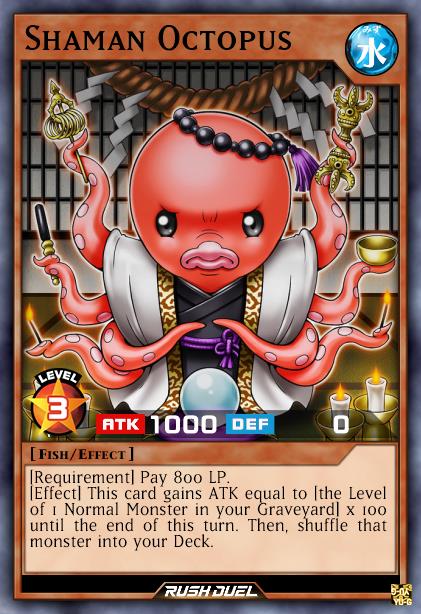 Shaman Octopus
みず
水
LEVEL
3
ATK 1000 DEF 0
[Fish/Effect]
[Requirement] Pay 800 LP.
[Effect] This card gains ATK equal to [the Level
of 1 Normal Monster in your Graveyard] x 100
until the end of this turn. Then, shuffle that
monster into your Deck.
RUSH DUEL